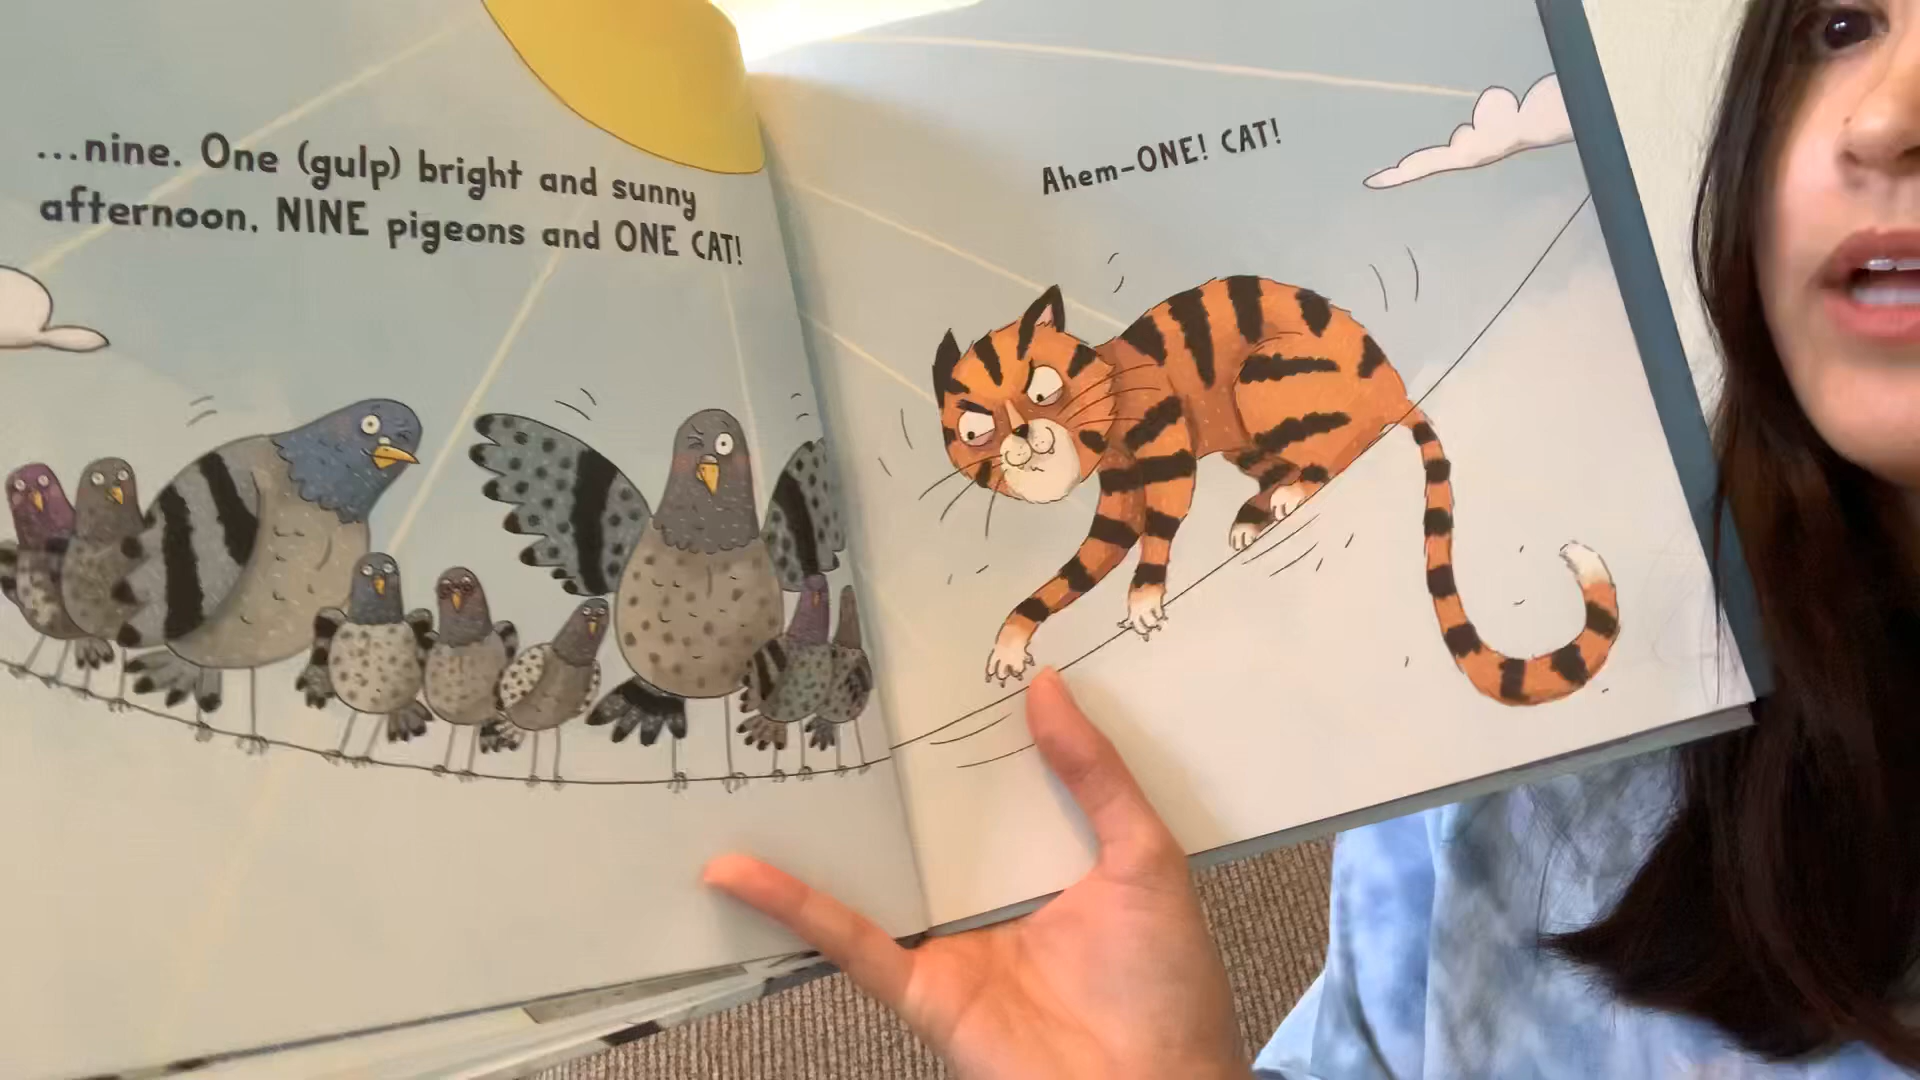 ...nine. One (gulp) bright and sunny
afternoon, NINE pigeons and ONE CAT!
Ahem-ONE! CAT!